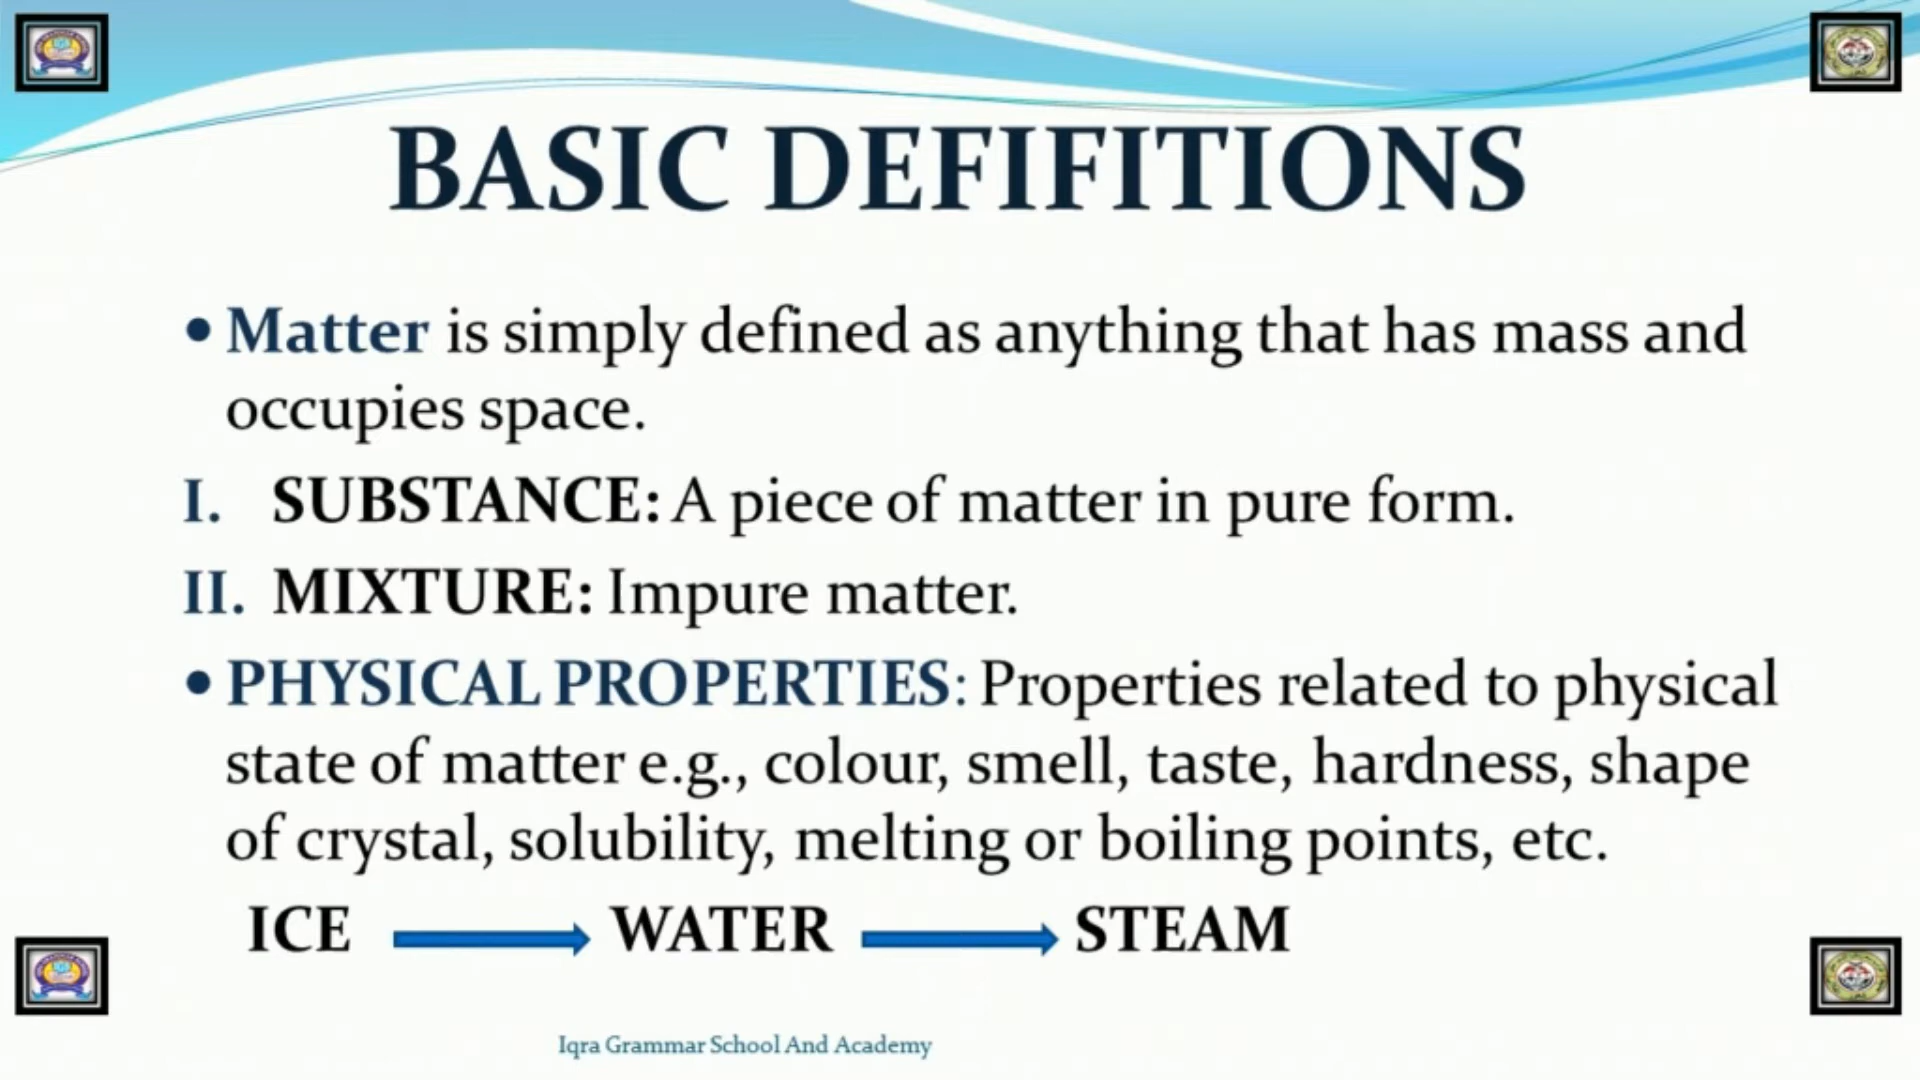 BASIC DEFIFITIONS
• Matter is simply defined as anything that has mass and
occupies space.
I. SUBSTANCE: A piece of matter in pure form.
II. MIXTURE: Impure matter.
• PHYSICAL PROPERTIES: Properties related to physical
state of matter e.g., colour, smell, taste, hardness, shape
of crystal, solubility, melting or boiling points, etc.
ICE WATER STEAM
Iqra Grammar School And Academy